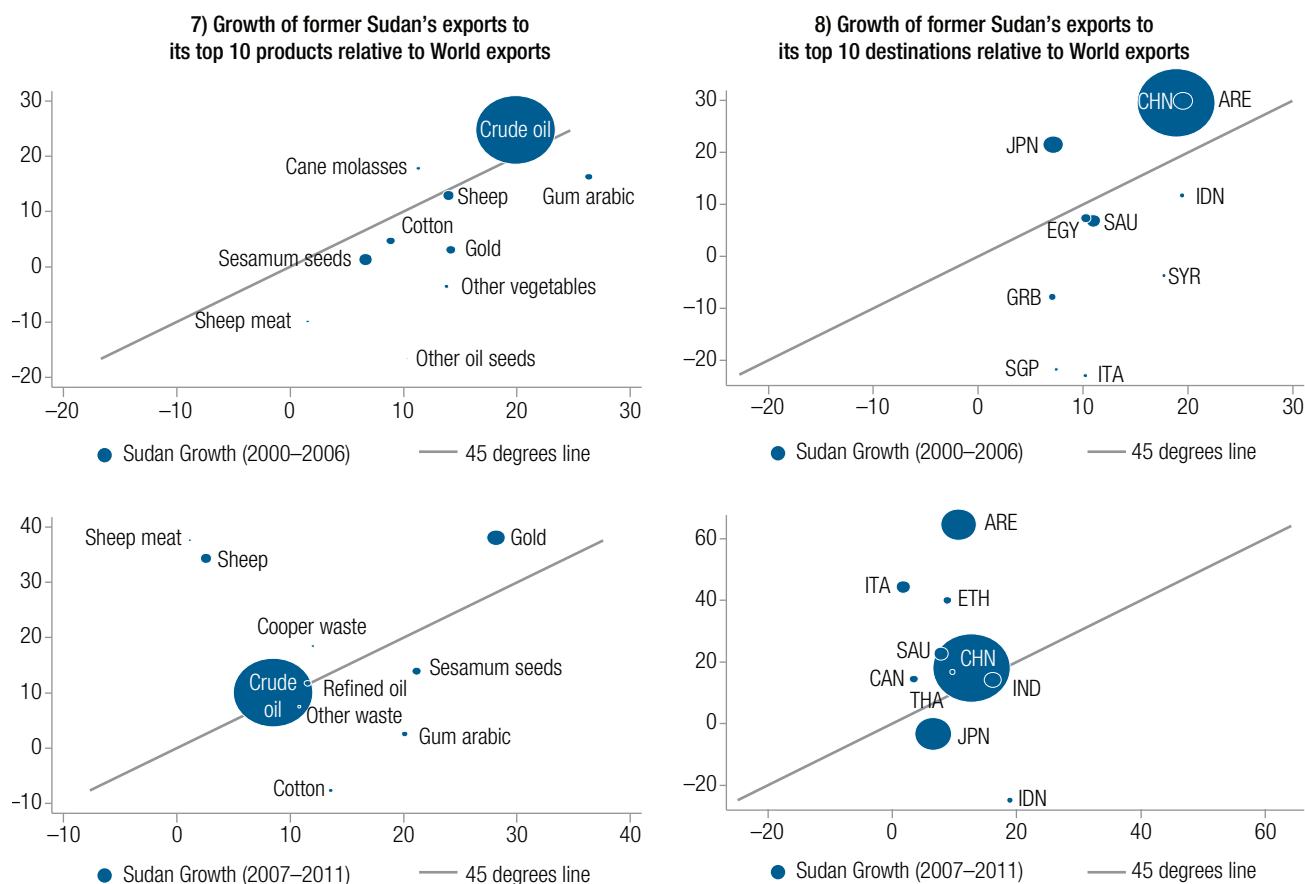 7) Growth of former Sudan’s exports to
its top 10 products relative to World exports
30
20
10
0
–10
–20
Crude oil
Cane molasses
Sheep
Gum arabic
Cotton
Sesamum seeds
Gold
Other vegetables
Sheep meat
Other oil seeds
–20
–10
0
10
20
30
Sudan Growth (2000–2006)
45 degrees line
8) Growth of former Sudan’s exports to
its top 10 destinations relative to World exports
30
20
10
0
–10
–20
CHN
ARE
JPN
IDN
EGY
SAU
SYR
GRB
SGP
ITA
–20
–10
0
10
20
30
Sudan Growth (2000–2006)
45 degrees line
40
30
20
10
0
–10
Sheep meat
Sheep
Gold
Cooper waste
Sesamum seeds
Crude
oil
Refined oil
Other waste
Gum arabic
Cotton
–10
0
10
20
30
40
Sudan Growth (2007–2011)
45 degrees line
60
40
20
0
–20
ARE
ITA
ETH
SAU
CHN
CAN
THA
IND
JPN
IDN
–20
0
20
40
60
Sudan Growth (2007–2011)
45 degrees line